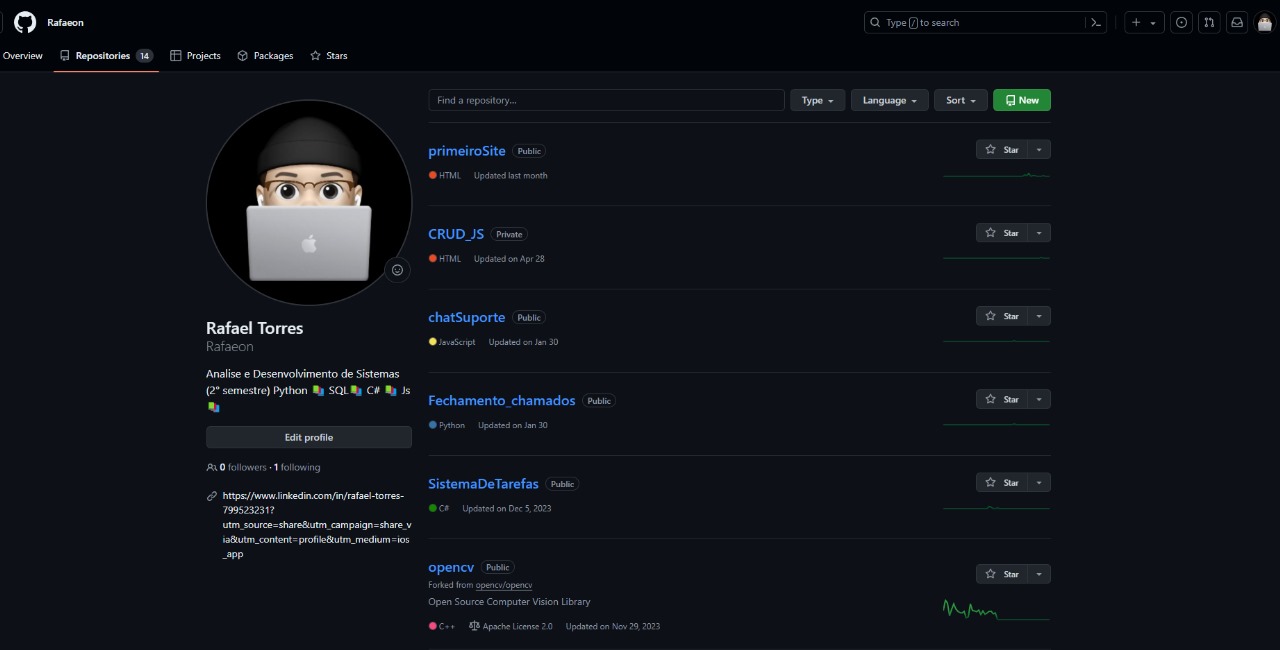 Rafaeon
Type / to search
Overview
Repositories 14
Projects
Packages
Stars
Find a repository...
Type
Language
Sort
New
Rafael Torres
Rafaeon
Analise e Desenvolvimento de Sistemas
(2° semestre) Python SQL C# Js
Edit profile
0 followers · 1 following
https://www.linkedin.com/in/rafael-torres-
799523231?
utm_source=share&utm_campaign=share_v
ia&utm_content=profile&utm_medium=ios
_app
primeiroSite Public
Star
HTML Updated last month
CRUD_JS Private
Star
HTML Updated on Apr 28
chatSuporte Public
Star
JavaScript Updated on Jan 30
Fechamento_chamados Public
Star
Python Updated on Jan 30
SistemaDeTarefas Public
Star
C# Updated on Dec 5, 2023
opencv Public
Star
Forked from opencv/opencv
Open Source Computer Vision Library
C++ Apache License 2.0 Updated on Nov 29, 2023